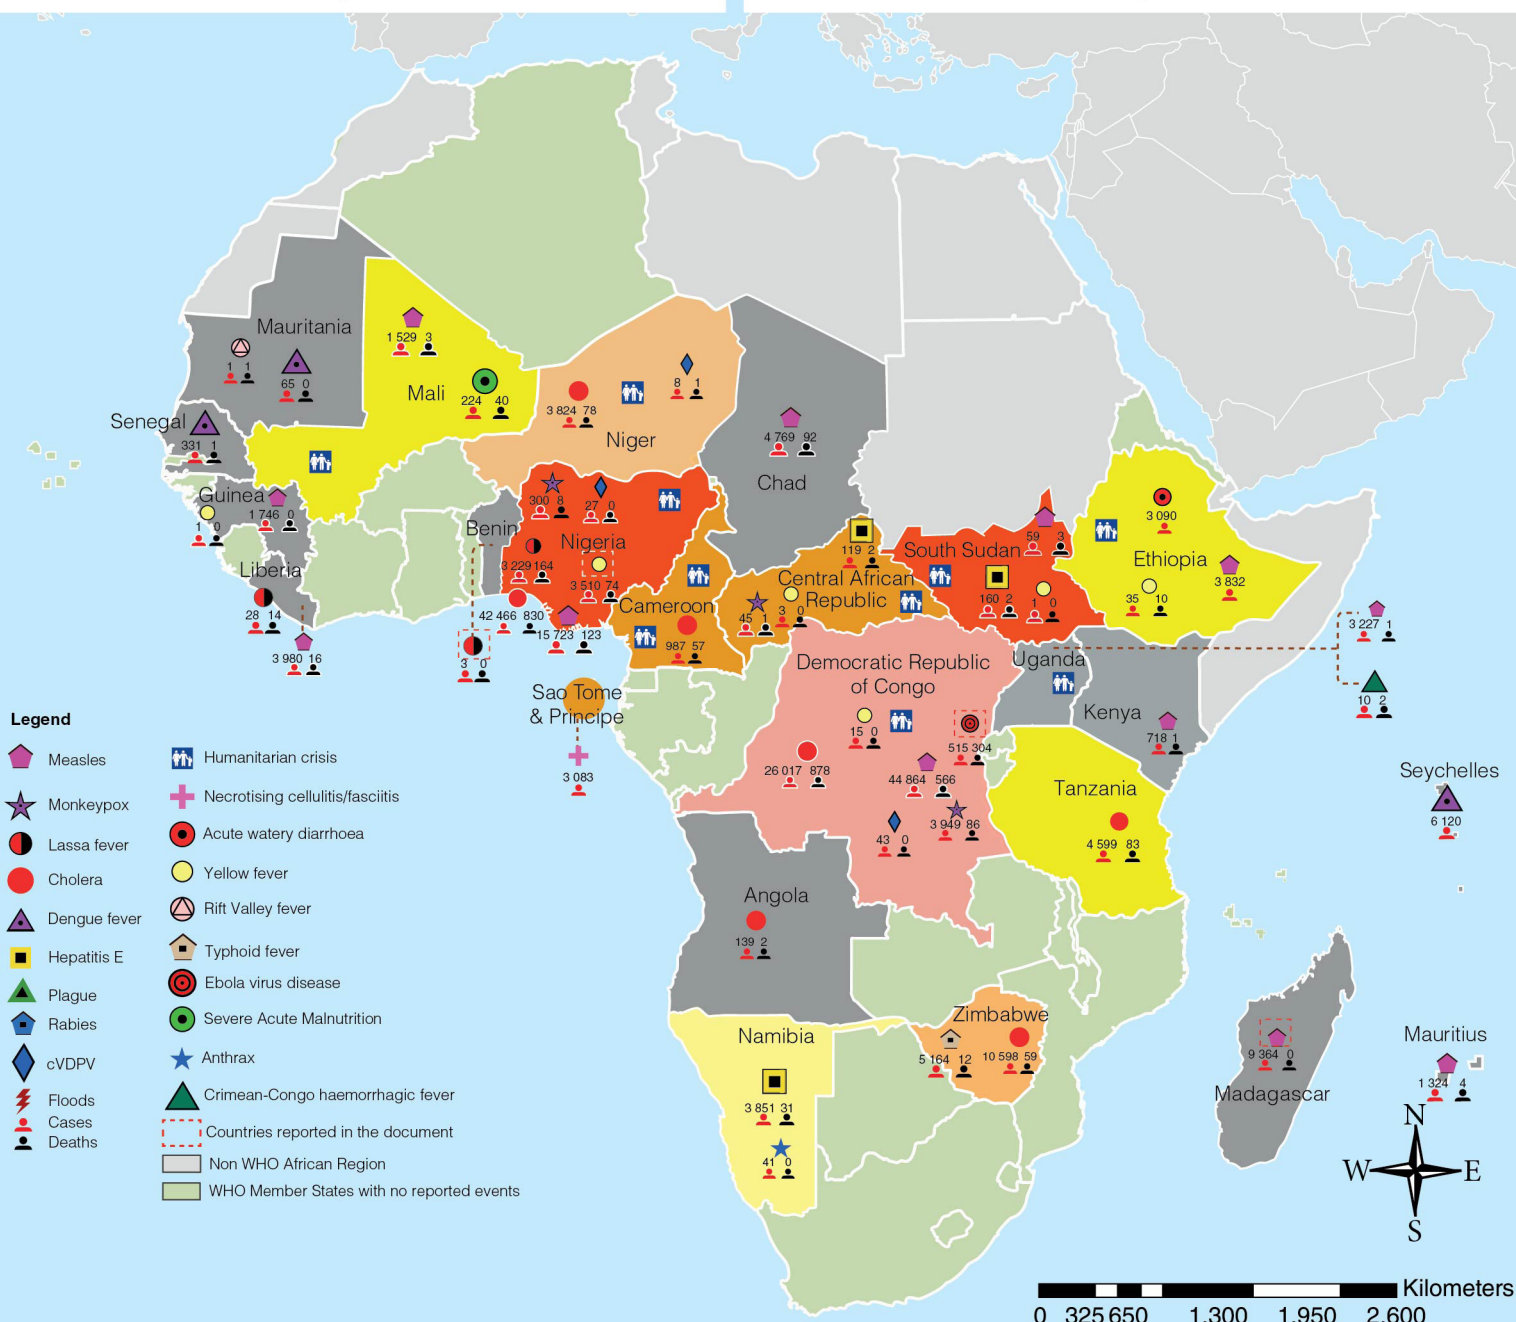 Mauritania
1 1
65 0
1 529 3
Mali
224 40
3 824 78
8 1
Niger
4 769 92
Chad
Senegal
331 1
Guinea
1 746 0
1 0
Benin
300 8
27 0
Nigeria
3 229 164
3 510 74
42 466 830
15 723 123
Liberia
28 14
3 980 16
3 0
Cameroon
987 57
119 2
Central African
Republic
45 1
3 0
South Sudan
59 3
160 2
1 0
3 090
Ethiopia
3 832
35 10
3 227 1
10 2
Sao Tome
& Principe
3 083
Democratic Republic
of Congo
15 0
515 304
26 017 878
44 864 566
43 0
3 949 86
Uganda
Kenya
718 1
Tanzania
4 599 83
Seychelles
6 120
Angola
139 2
Zimbabwe
5 164 12
10 598 59
Namibia
3 851 31
41 0
9 364 0
Madagascar
Mauritius
1 324 4
Legend
Measles
Monkeypox
Lassa fever
Cholera
Dengue fever
Hepatitis E
Plague
Rabies
cVDPV
Floods
Cases
Deaths
Humanitarian crisis
Necrotising cellulitis/fasciitis
Acute watery diarrhoea
Yellow fever
Rift Valley fever
Typhoid fever
Ebola virus disease
Severe Acute Malnutrition
Anthrax
Crimean-Congo haemorrhagic fever
Countries reported in the document
Non WHO African Region
WHO Member States with no reported events
N
W E
S
Kilometers
0 325 650 1,300 1,950 2,600